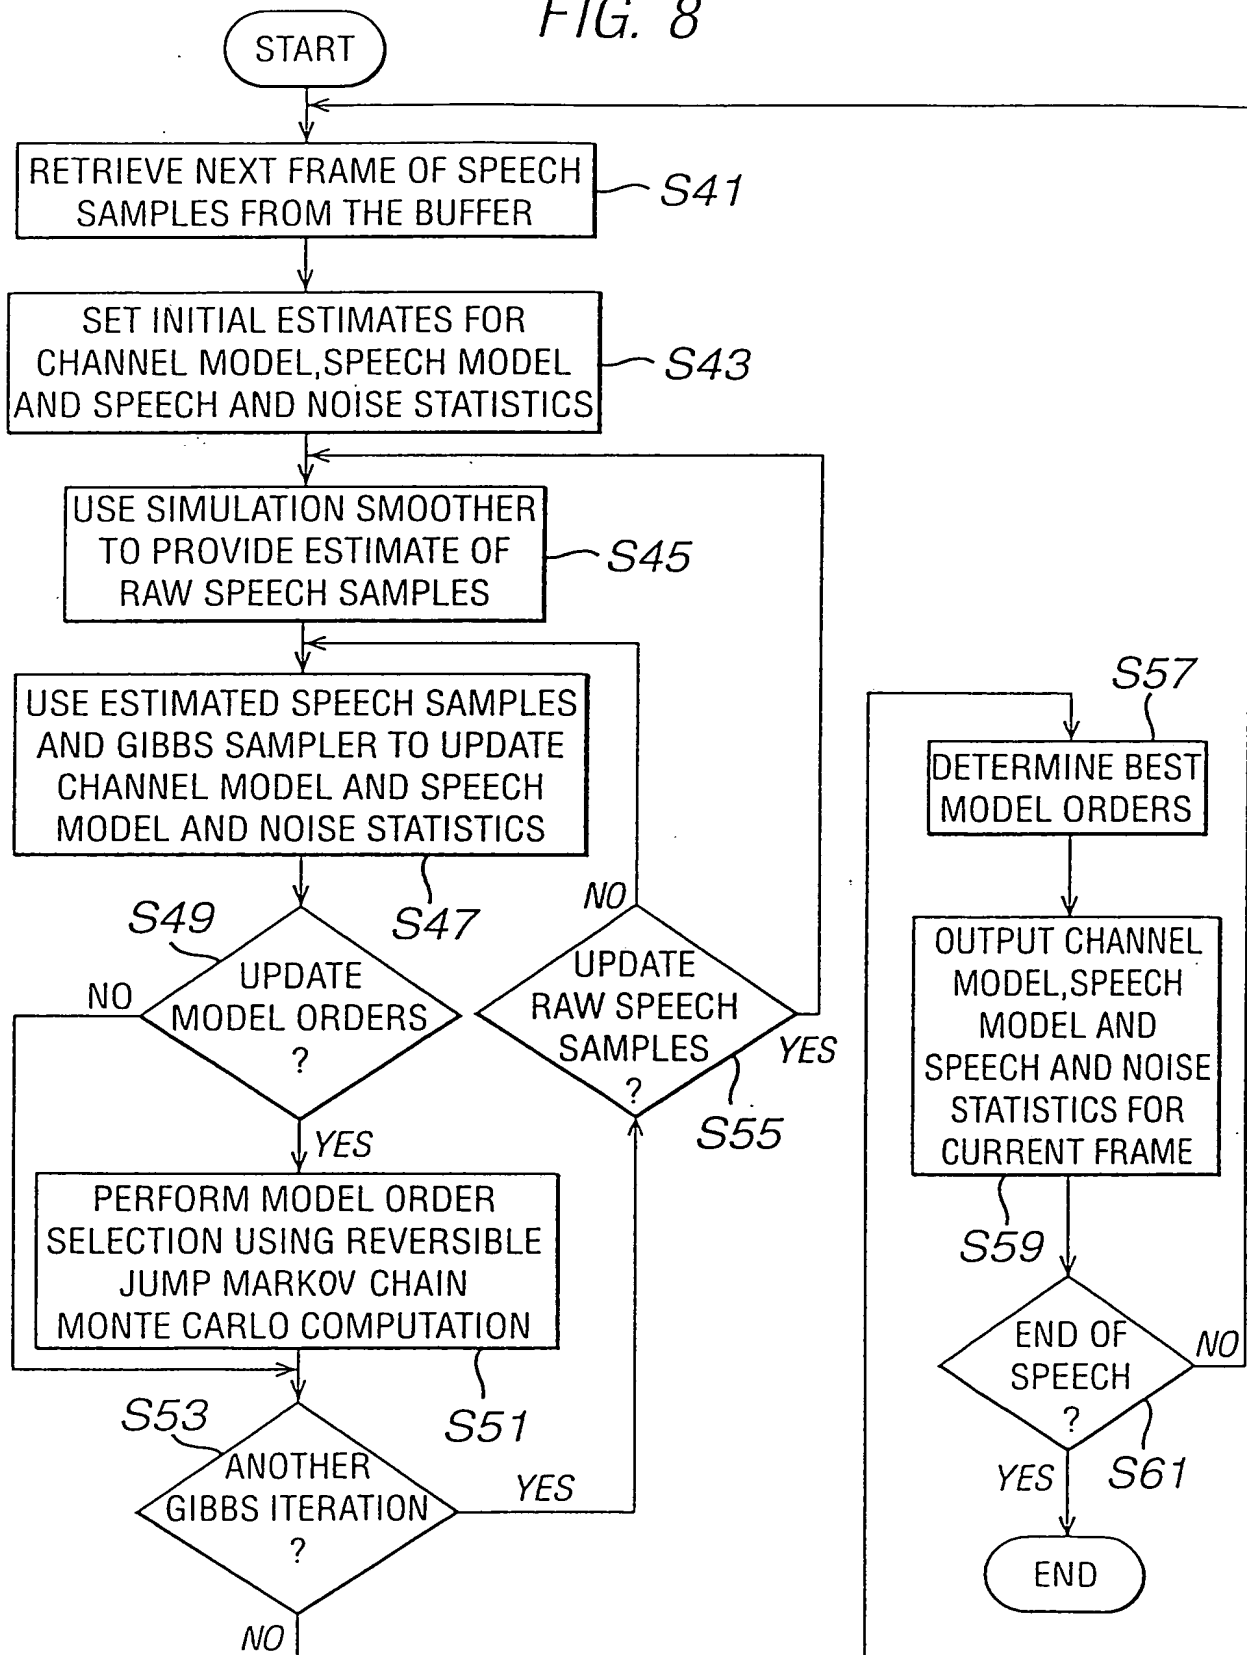 FIG. 8
START
RETRIEVE NEXT FRAME OF SPEECH
SAMPLES FROM THE BUFFER
S41
SET INITIAL ESTIMATES FOR
CHANNEL MODEL,SPEECH MODEL
AND SPEECH AND NOISE STATISTICS
S43
USE SIMULATION SMOOTHER
TO PROVIDE ESTIMATE OF
RAW SPEECH SAMPLES
S45
USE ESTIMATED SPEECH SAMPLES
AND GIBBS SAMPLER TO UPDATE
CHANNEL MODEL AND SPEECH
MODEL AND NOISE STATISTICS
S47
S49
UPDATE
MODEL ORDERS
?
NO
YES
PERFORM MODEL ORDER
SELECTION USING REVERSIBLE
JUMP MARKOV CHAIN
MONTE CARLO COMPUTATION
S51
S53
ANOTHER
GIBBS ITERATION
?
YES
NO
NO
UPDATE
RAW SPEECH
SAMPLES
?
YES
S55
S57
DETERMINE BEST
MODEL ORDERS
OUTPUT CHANNEL
MODEL,SPEECH
MODEL AND
SPEECH AND NOISE
STATISTICS FOR
CURRENT FRAME
S59
END OF
SPEECH
?
NO
S61
YES
END